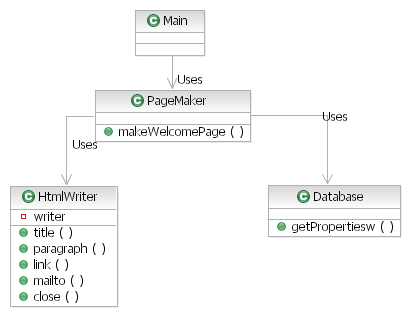 C Main
Uses
C PageMaker
makeWelcomePage ( )
Uses
Uses
C HtmlWriter
writer
title ( )
paragraph ( )
link ( )
mailto ( )
close ( )
C Database
getPropertiesw ( )